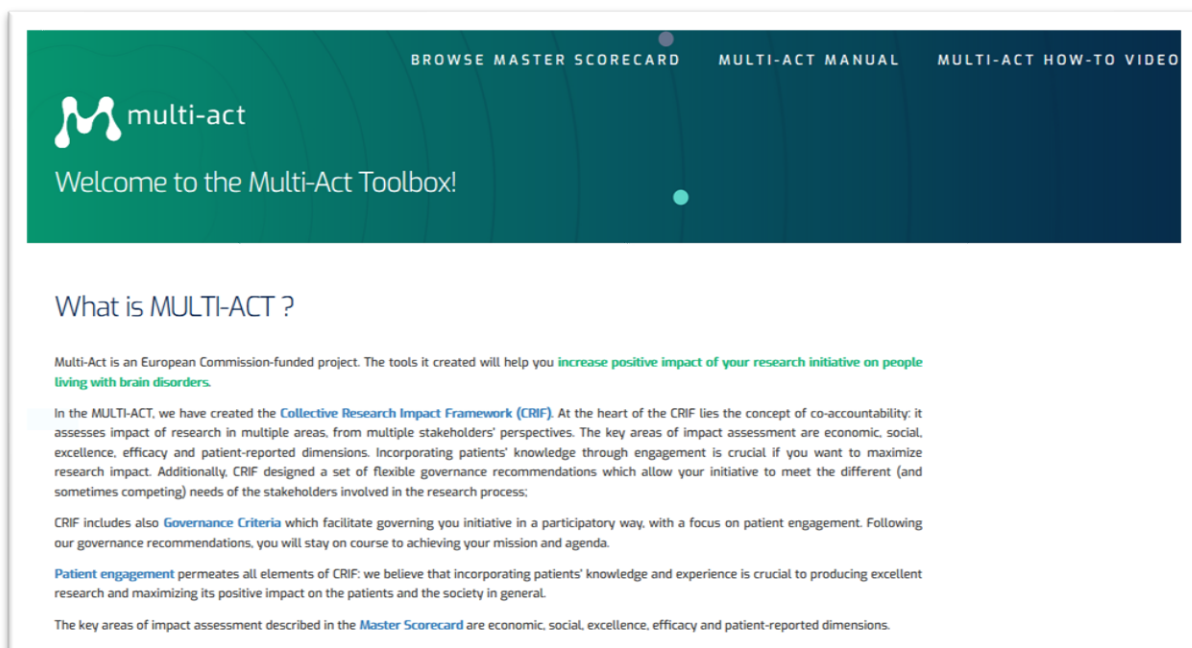 BROWSE MASTER SCORECARD MULTI-ACT MANUAL MULTI-ACT HOW-TO VIDEO
multi-act
Welcome to the Multi-Act Toolbox!
What is MULTI-ACT ?
Multi-Act is an European Commission-funded project. The tools it created will help you increase positive impact of your research initiative on people
living with brain disorders.
In the MULTI-ACT, we have created the Collective Research Impact Framework (CRIF). At the heart of the CRIF lies the concept of co-accountability: it
assesses impact of research in multiple areas, from multiple stakeholders' perspectives. The key areas of impact assessment are economic, social,
excellence, efficacy and patient-reported dimensions. Incorporating patients' knowledge through engagement is crucial if you want to maximize
research impact. Additionally, CRIF designed a set of flexible governance recommendations which allow your initiative to meet the different (and
sometimes competing) needs of the stakeholders involved in the research process;
CRIF includes also Governance Criteria which facilitate governing you initiative in a participatory way, with a focus on patient engagement. Following
our governance recommendations, you will stay on course to achieving your mission and agenda.
Patient engagement permeates all elements of CRIF: we believe that incorporating patients' knowledge and experience is crucial to producing excellent
research and maximizing its positive impact on the patients and the society in general.
The key areas of impact assessment described in the Master Scorecard are economic, social, excellence, efficacy and patient-reported dimensions.